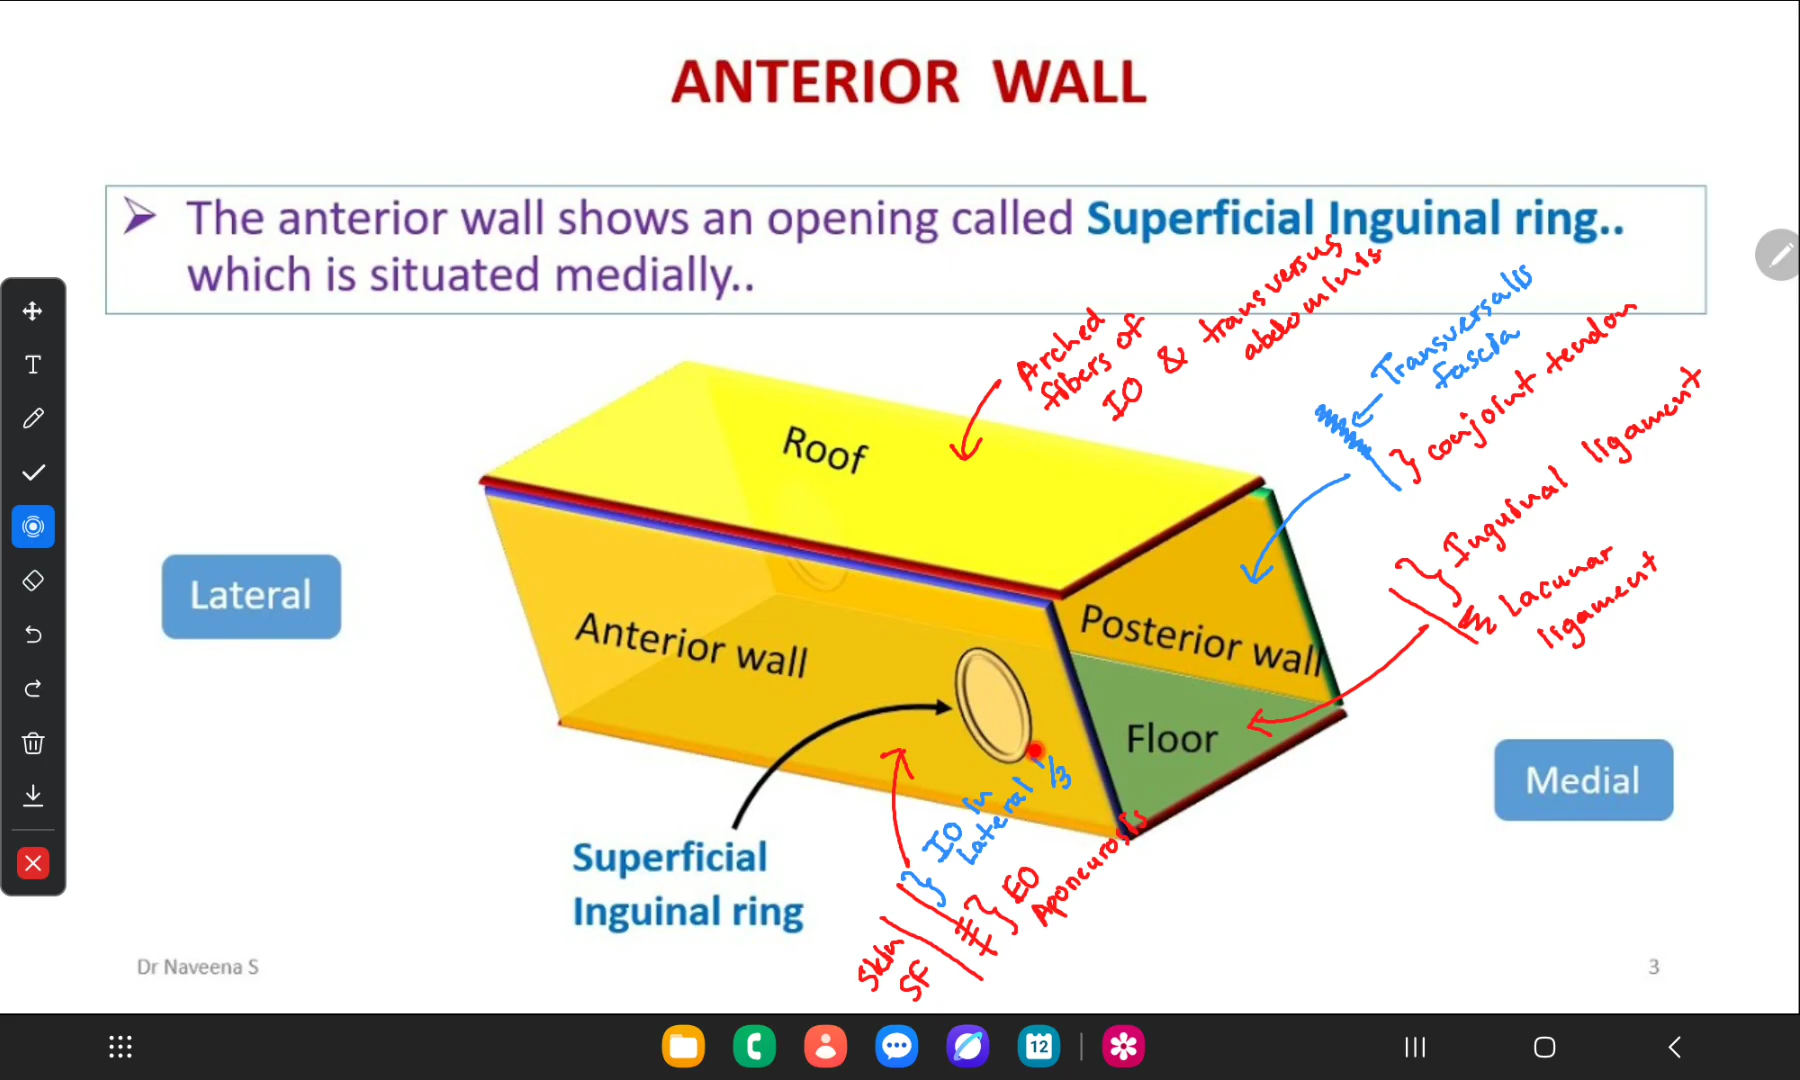 ANTERIOR WALL
The anterior wall shows an opening called Superficial Inguinal ring..
which is situated medially..
Arched
fibers of
IO & transversus
abdominis
Transversalis
fascia
conjoint tendon
Inguinal ligament
Lacunar
ligament
Roof
Lateral
Anterior wall
Posterior wall
Floor
Medial
IO in
Lateral 1/3
EO
Aponeurosis
Skin
SF
Superficial
Inguinal ring
Dr Naveena S
3
12